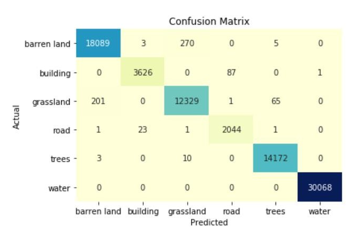 Confusion Matrix
barren land 18089 3 270 0 5 0
building 0 3626 0 87 0 1
grassland 201 0 12329 1 65 0
road 1 23 1 2044 1 0
trees 3 0 10 0 14172 0
water 0 0 0 0 0 30068
barren land building grassland road trees water
Predicted
Actual